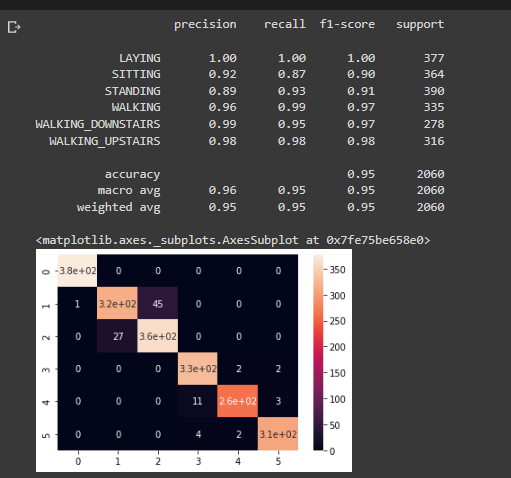 precision recall f1-score support
LAYING 1.00 1.00 1.00 377
SITTING 0.92 0.87 0.90 364
STANDING 0.89 0.93 0.91 390
WALKING 0.96 0.99 0.97 335
WALKING_DOWNSTAIRS 0.99 0.95 0.97 278
WALKING_UPSTAIRS 0.98 0.98 0.98 316
accuracy 0.95 2060
macro avg 0.96 0.95 0.95 2060
weighted avg 0.95 0.95 0.95 2060
<matplotlib.axes._subplots.AxesSubplot at 0x7fe75be658e0>
0 3.8e+02 0 0 0 0 0
1 1 3.2e+02 45 0 0 0
2 0 27 3.6e+02 0 0 0
3 0 0 0 3.3e+02 2 2
4 0 0 0 11 2.6e+02 3
5 0 0 0 4 2 3.1e+02
0 1 2 3 4 5
350
300
250
200
150
100
50
0